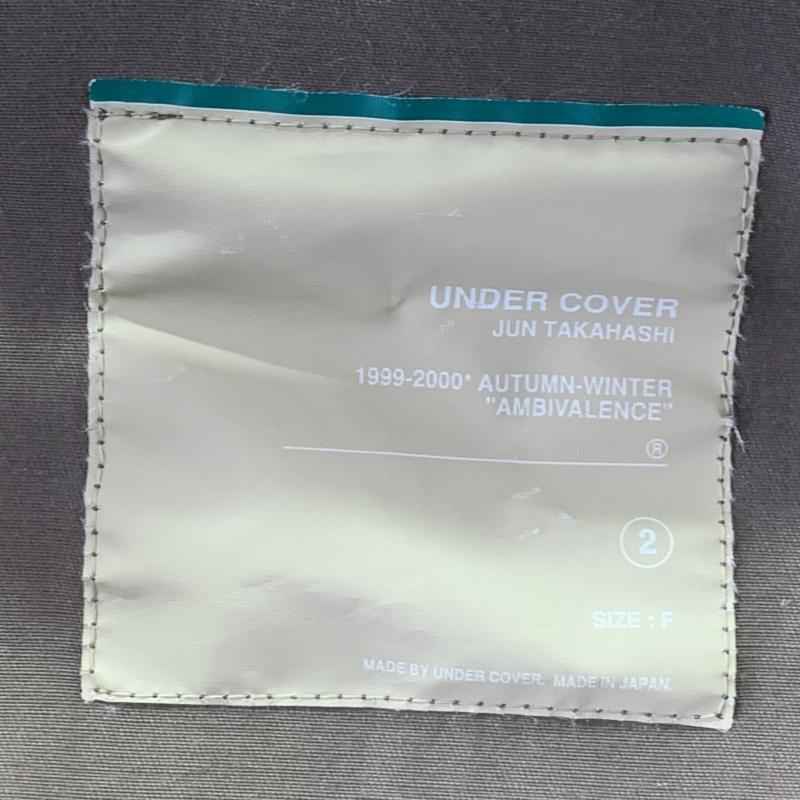 UNDER COVER
JUN TAKAHASHI
1999-2000* AUTUMN-WINTER
"AMBIVALENCE"
®
2
SIZE : F
MADE BY UNDER COVER. MADE IN JAPAN.